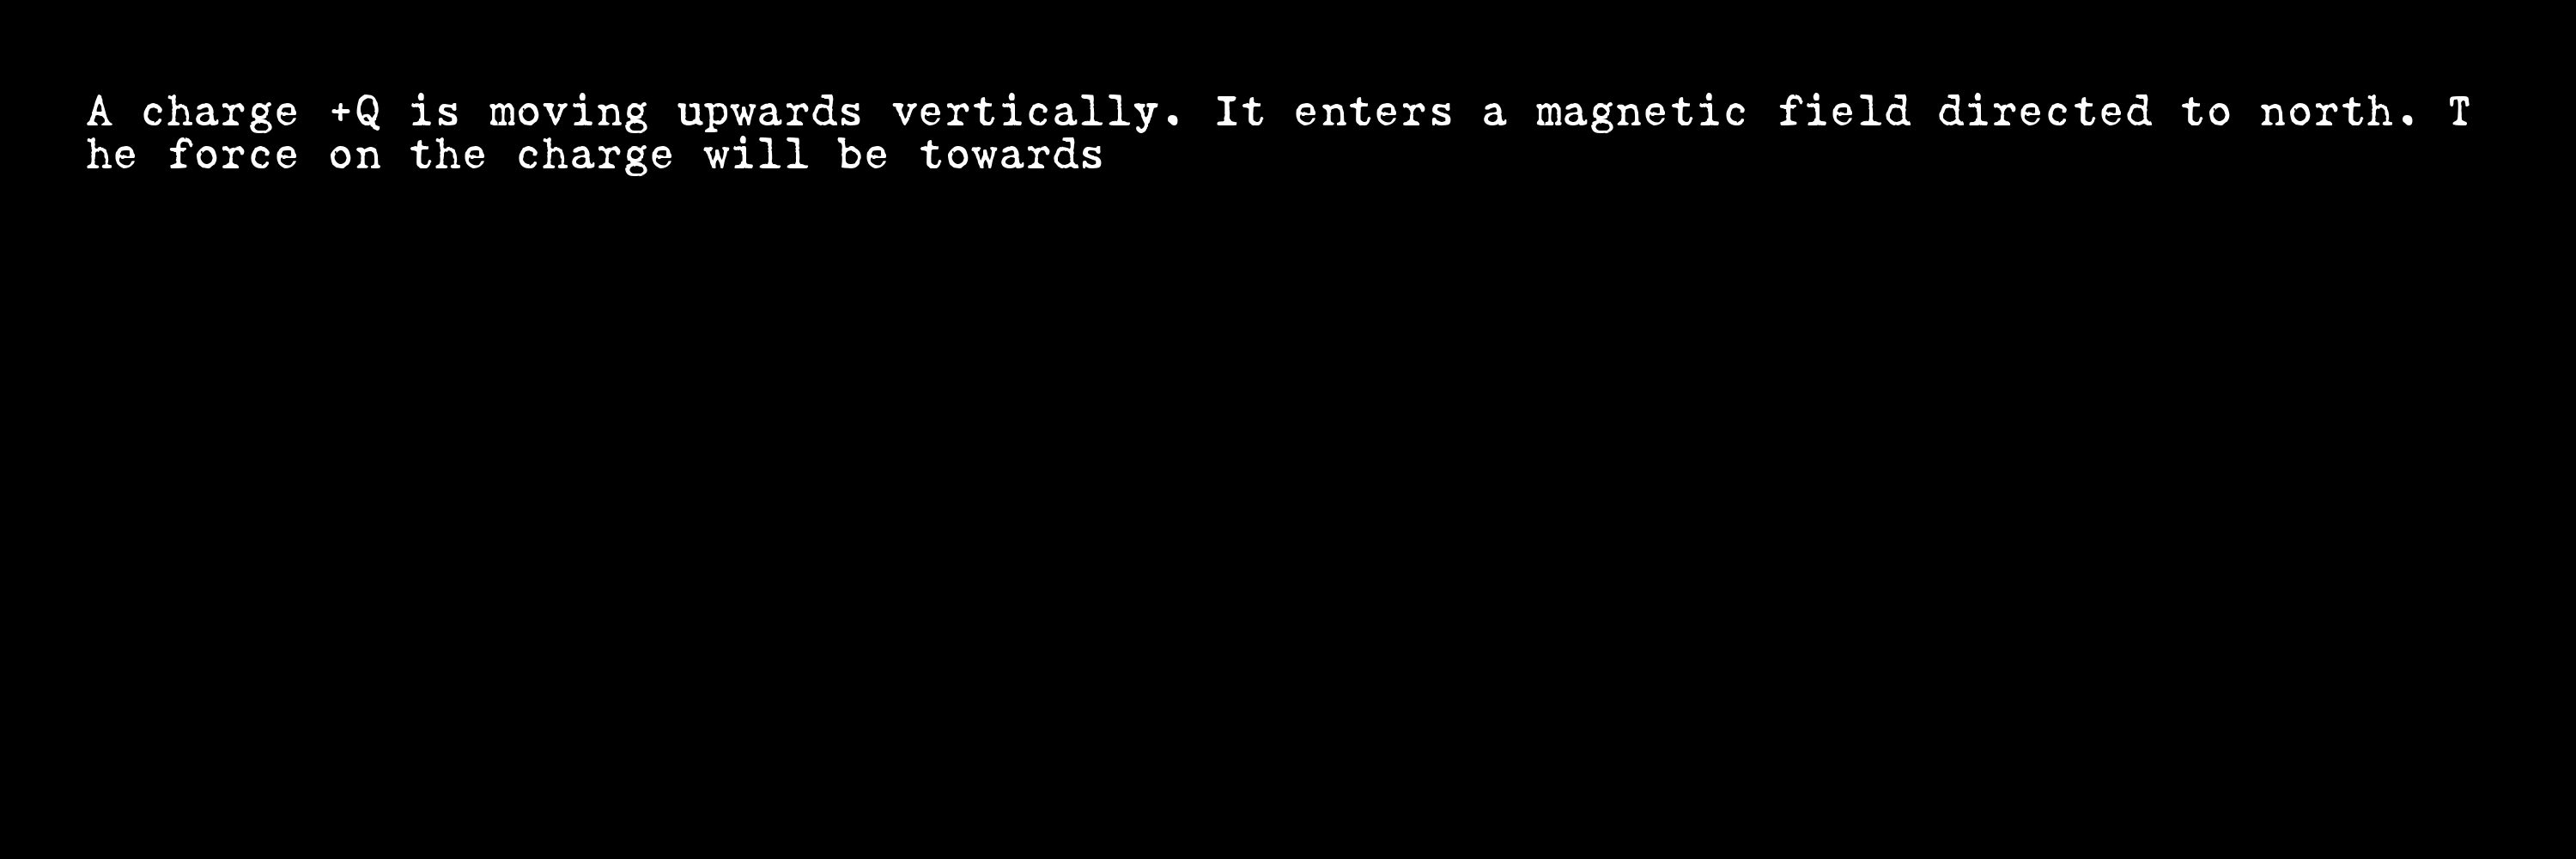 A charge +Q is moving upwards vertically. It enters a magnetic field directed to north. T
he force on the charge will be towards